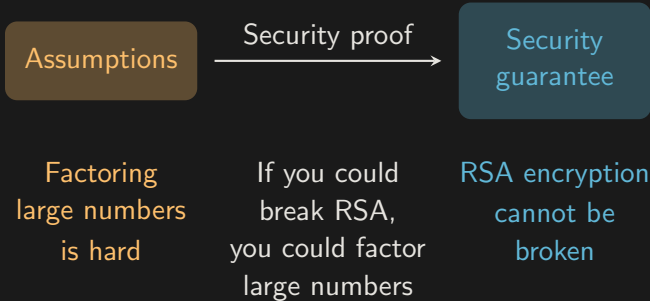 Assumptions
Security proof
Security
guarantee
Factoring
large numbers
is hard
If you could
break RSA,
you could factor
large numbers
RSA encryption
cannot be
broken